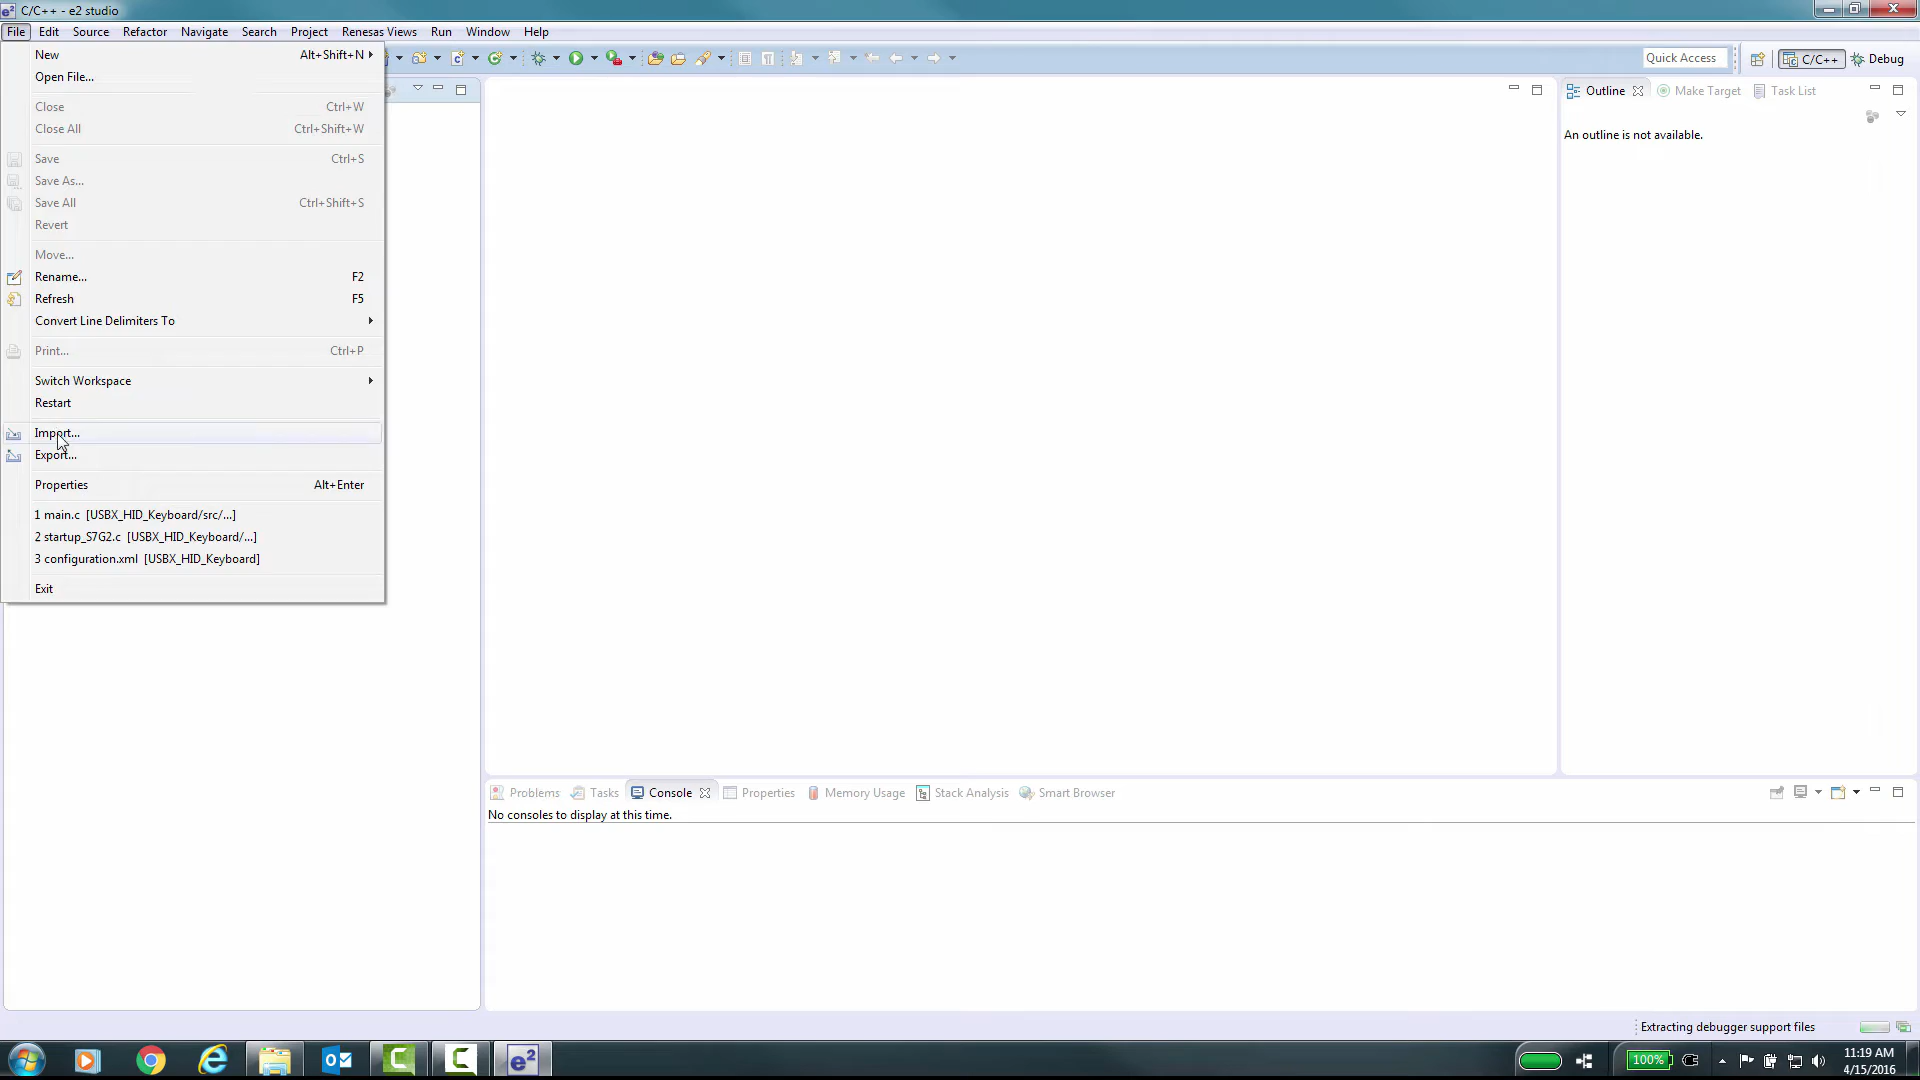 C/C++ - e2 studio
File Edit Source Refactor Navigate Search Project Renesas Views Run Window Help
New Alt+Shift+N
Open File...
Close Ctrl+W
Close All Ctrl+Shift+W
Save Ctrl+S
Save As...
Save All Ctrl+Shift+S
Revert
Move...
Rename... F2
Refresh F5
Convert Line Delimiters To
Print... Ctrl+P
Switch Workspace
Restart
Import...
Export...
Properties Alt+Enter
1 main.c [USBX_HID_Keyboard/src/...]
2 startup_S7G2.c [USBX_HID_Keyboard/...]
3 configuration.xml [USBX_HID_Keyboard]
Exit
Quick Access C/C++ Debug
Outline Make Target Task List
An outline is not available.
Problems Tasks Console Properties Memory Usage Stack Analysis Smart Browser
No consoles to display at this time.
Extracting debugger support files
e² 100% 11:19 AM
4/15/2016